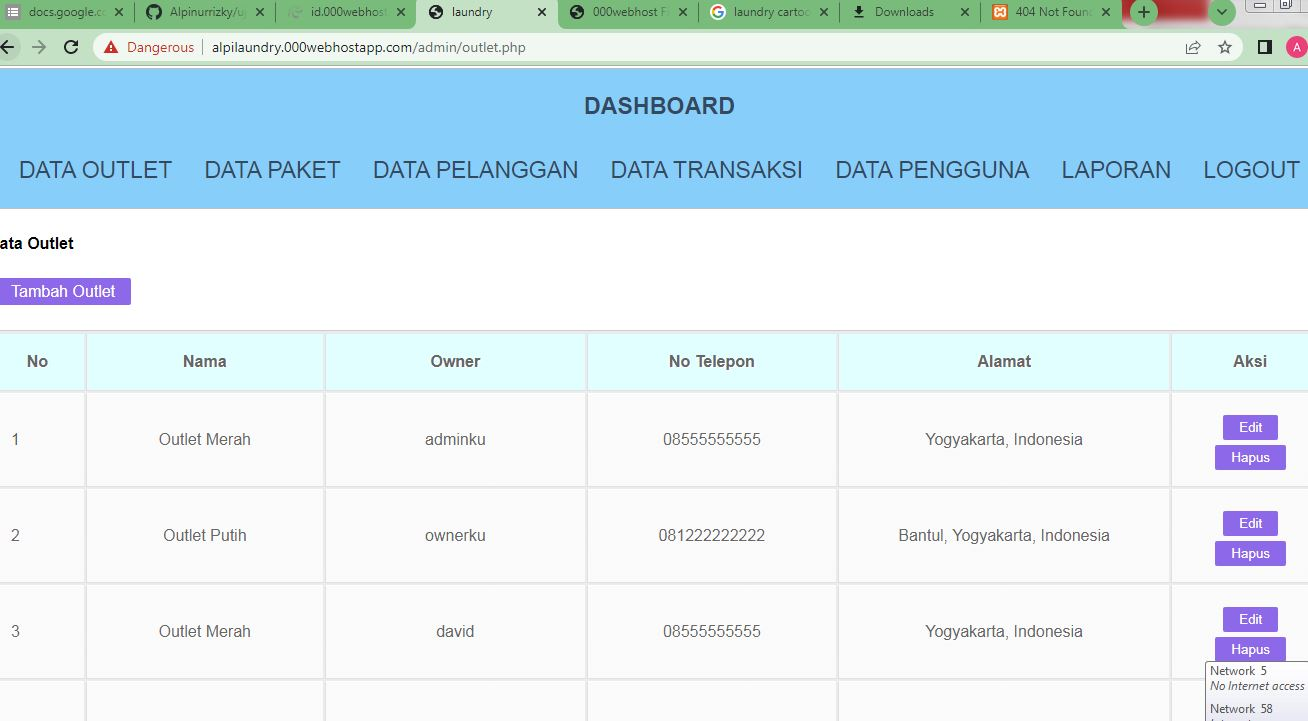 docs.google.c
Alpinurrizky/u
id.000webhost
laundry
000webhost F
laundry cartoo
Downloads
404 Not Foun
Dangerous
alpilaundry.000webhostapp.com/admin/outlet.php
A
DASHBOARD
DATA OUTLET DATA PAKET DATA PELANGGAN DATA TRANSAKSI DATA PENGGUNA LAPORAN LOGOUT
ata Outlet
Tambah Outlet
No Nama Owner No Telepon Alamat Aksi
1 Outlet Merah adminku 08555555555 Yogyakarta, Indonesia Edit
Hapus
2 Outlet Putih ownerku 081222222222 Bantul, Yogyakarta, Indonesia Edit
Hapus
3 Outlet Merah david 08555555555 Yogyakarta, Indonesia Edit
Hapus
Network 5
No Internet access
Network 58